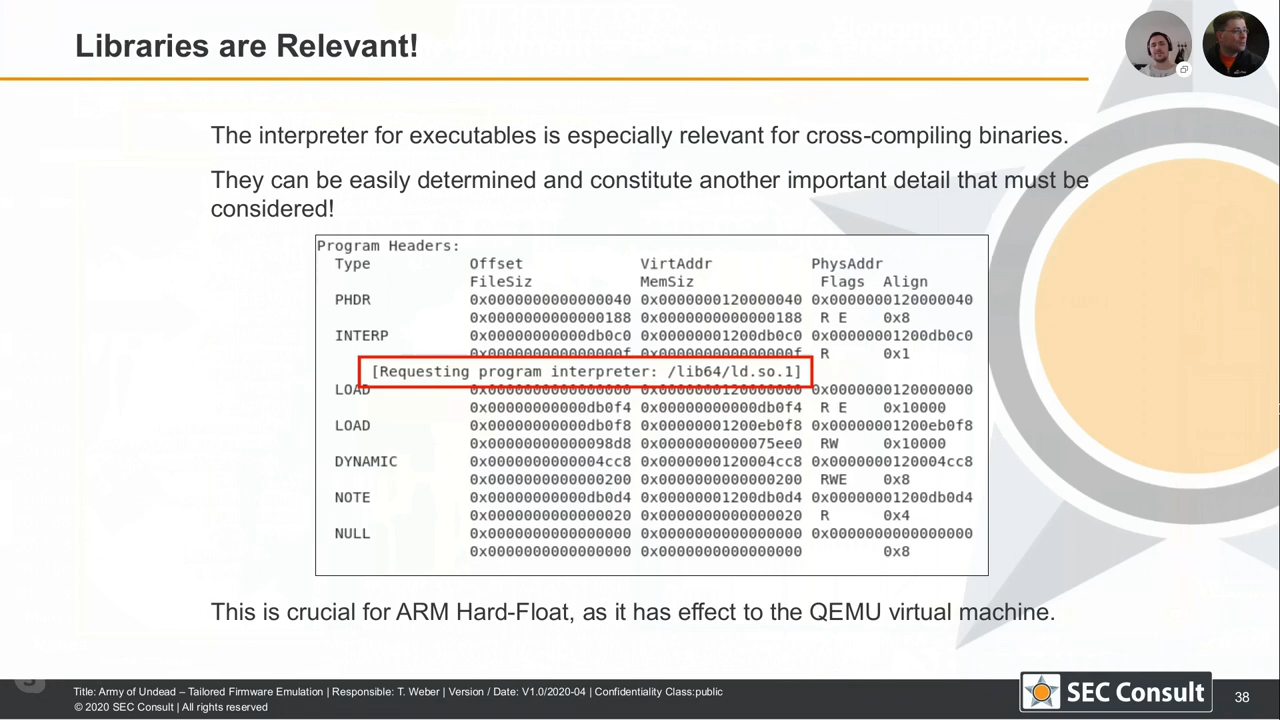 Libraries are Relevant!
The interpreter for executables is especially relevant for cross-compiling binaries.
They can be easily determined and constitute another important detail that must be
considered!
Program Headers:
Type Offset VirtAddr PhysAddr
FileSiz MemSiz Flags Align
PHDR 0x0000000000000040 0x0000000120000040 0x0000000120000040
0x0000000000000188 0x0000000000000188 R E 0x8
INTERP 0x00000000000db0c0 0x00000001200db0c0 0x00000001200db0c0
0x000000000000000f 0x000000000000000f R 0x1
[Requesting program interpreter: /lib64/ld.so.1]
LOAD 0x0000000000000000 0x0000000120000000 0x0000000120000000
0x00000000000db0f4 0x00000000000db0f4 R E 0x10000
LOAD 0x00000000000db0f8 0x00000001200eb0f8 0x00000001200eb0f8
0x00000000000098d8 0x0000000000075ee0 RW 0x10000
DYNAMIC 0x0000000000004cc8 0x0000000120004cc8 0x0000000120004cc8
0x0000000000000200 0x0000000000000200 RWE 0x8
NOTE 0x00000000000db0d4 0x00000001200db0d4 0x00000001200db0d4
0x0000000000000020 0x0000000000000020 R 0x4
NULL 0x0000000000000000 0x0000000000000000 0x0000000000000000
0x0000000000000000 0x0000000000000000 0x8
This is crucial for ARM Hard-Float, as it has effect to the QEMU virtual machine.
Title: Army of Undead – Tailored Firmware Emulation | Responsible: T. Weber | Version / Date: V1.0/2020-04 | Confidentiality Class:public
© 2020 SEC Consult | All rights reserved
SEC Consult
38